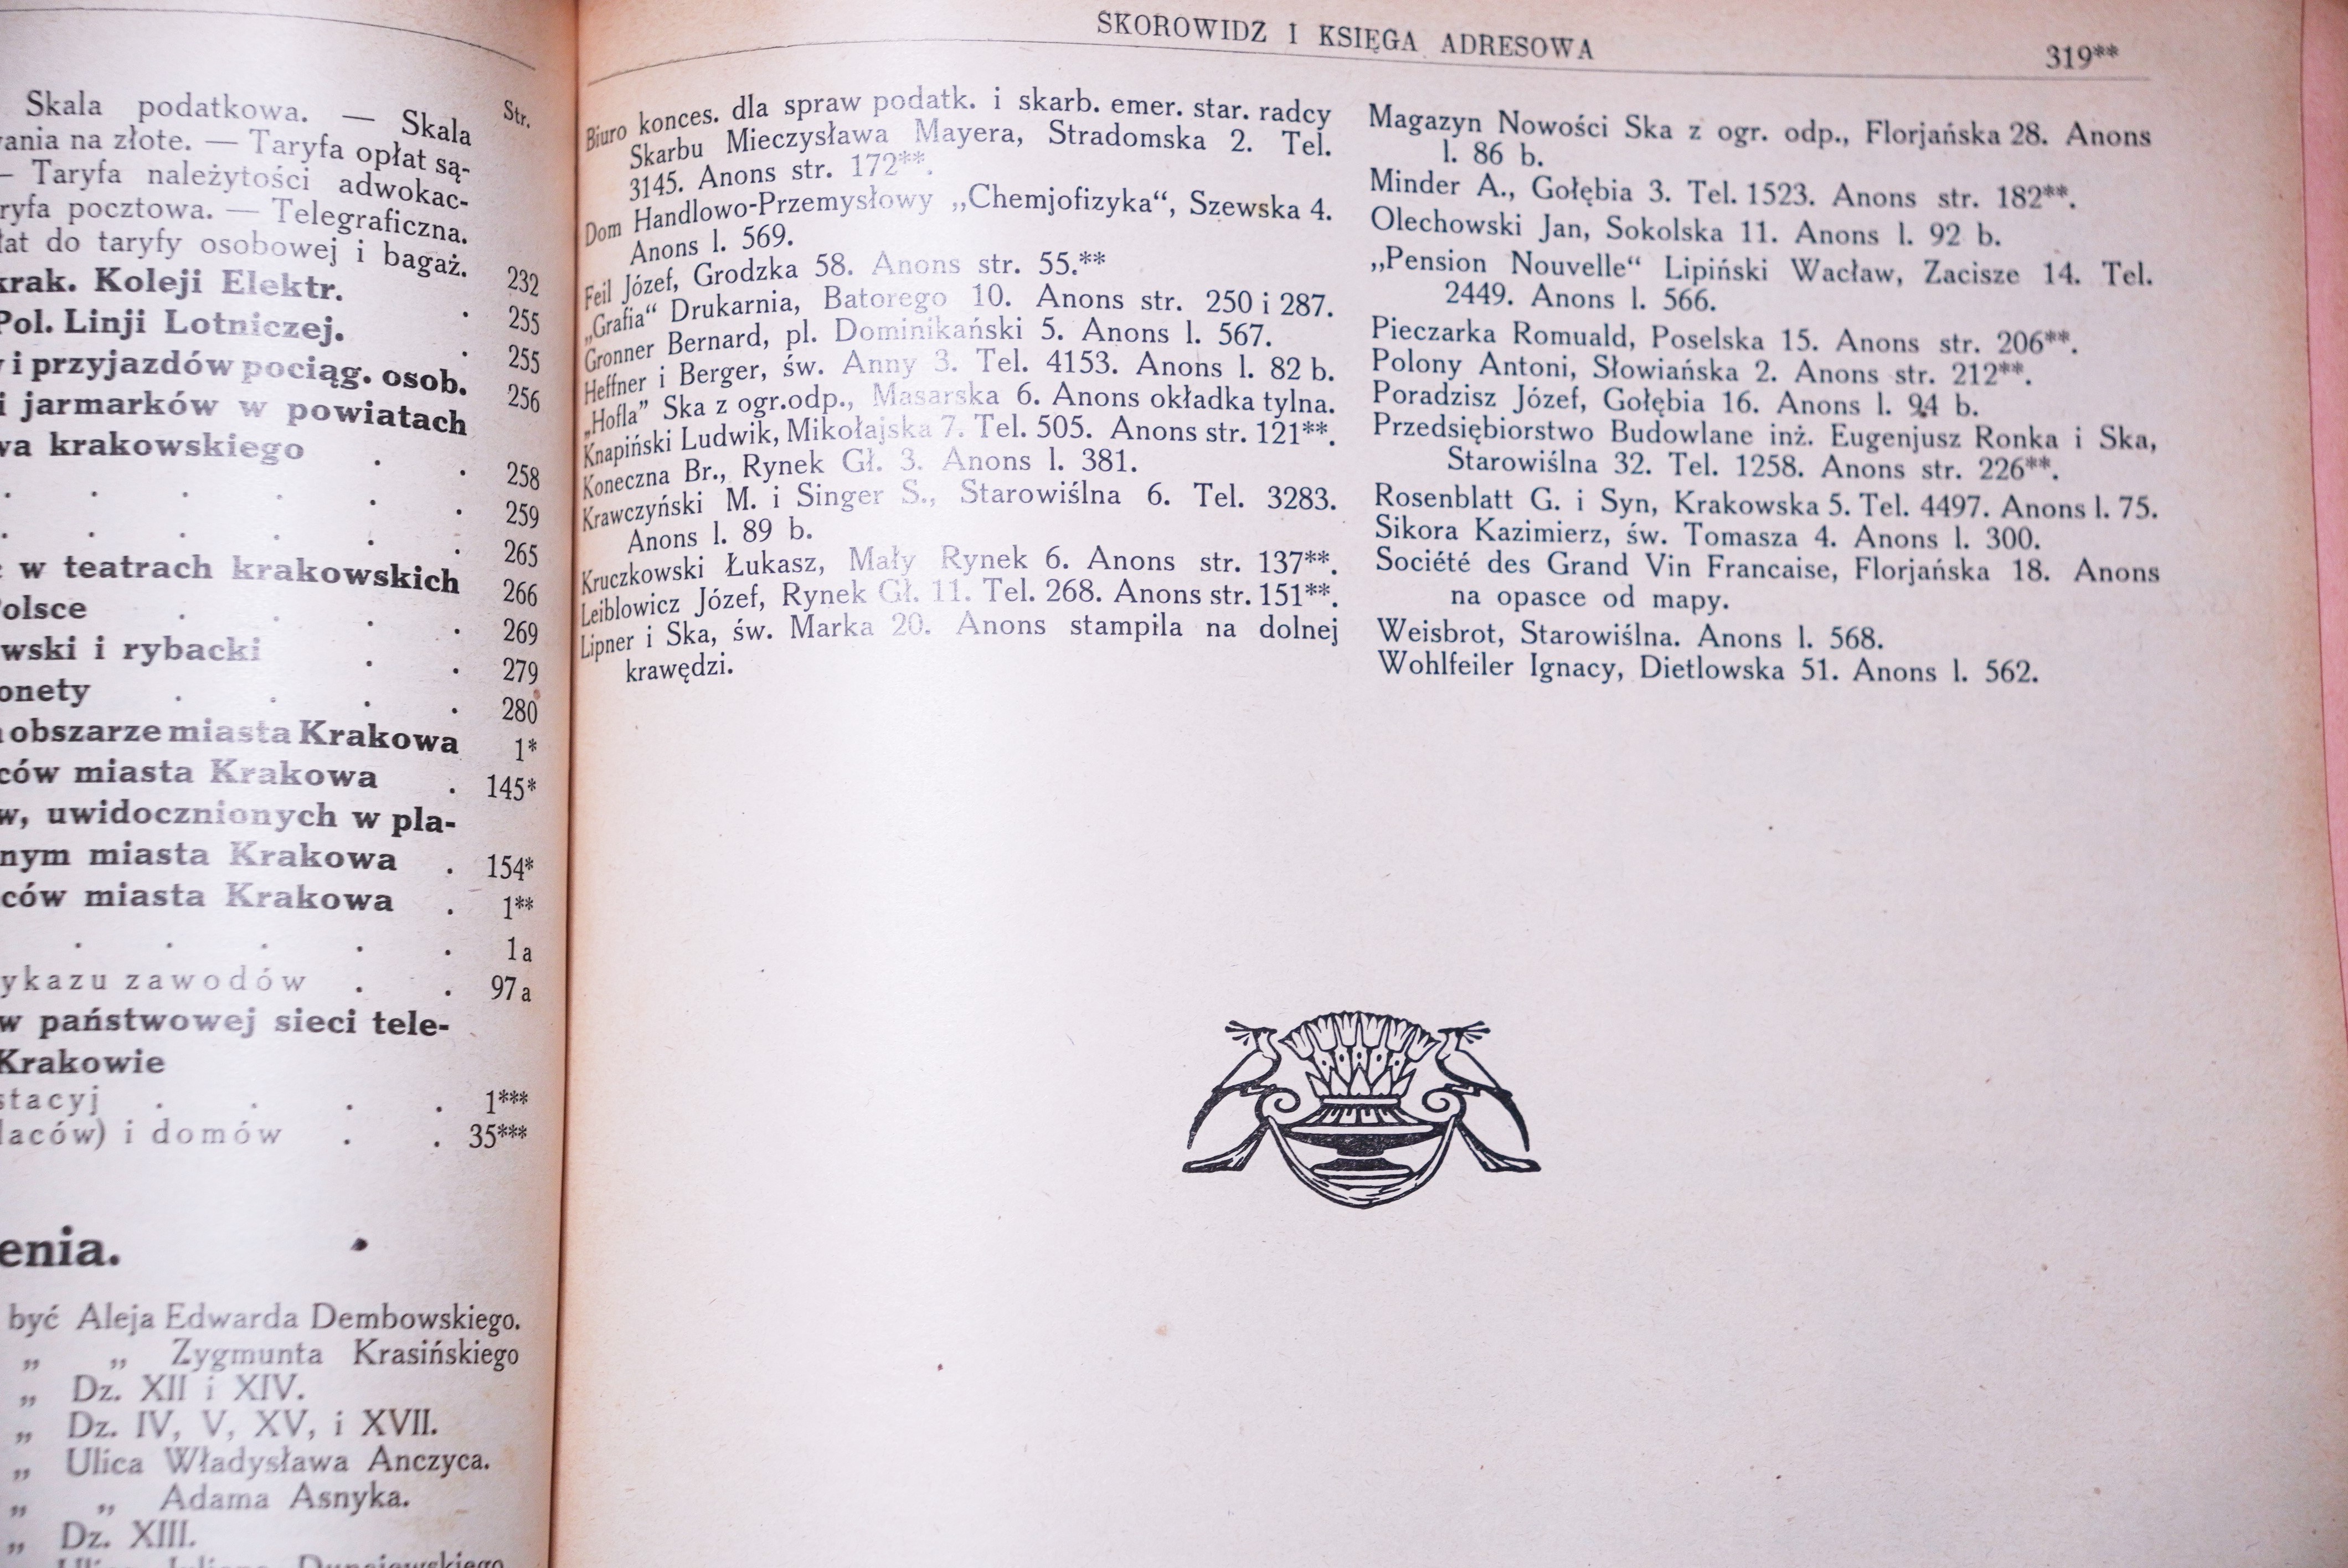 Str.
Skala podatkowa. — Skala
wania na złote. — Taryfa opłat są-
— Taryfa należytości adwokac-
ryfa pocztowa. — Telegraficzna.
łat do taryfy osobowej i bagaż. 232
krak. Koleji Elektr. . 255
Pol. Linji Lotniczej. . 255
i przyjazdów pociąg. osob. 256
i jarmarków w powiatach
wa krakowskiego . . 258
. . . . . . 259
. . . . . . 265
w teatrach krakowskich 266
Polsce . . . . 269
wski i rybacki . . 279
onety . . . . 280
obszarze miasta Krakowa 1*
ców miasta Krakowa . 145*
w, uwidocznionych w pla-
nym miasta Krakowa . 154*
ców miasta Krakowa . 1**
. . . . . 1a
ykazu zawodów . . 97a
w państwowej sieci tele-
Krakowie
stacyj . . . . 1***
laców) i domów . . 35***
enia.
być Aleja Edwarda Dembowskiego.
„ „ Zygmunta Krasińskiego
„ Dz. XII i XIV.
„ Dz. IV, V, XV, i XVII.
„ Ulica Władysława Anczyca.
„ „ Adama Asnyka.
„ Dz. XIII.
Ulica Juljana Dunajewskiego
SKOROWIDZ I KSIĘGA ADRESOWA 319**
Biuro konces. dla spraw podatk. i skarb. emer. star. radcy
Skarbu Mieczysława Mayera, Stradomska 2. Tel.
3145. Anons str. 172**.
Dom Handlowo-Przemysłowy „Chemjofizyka“, Szewska 4.
Anons l. 569.
Feil Józef, Grodzka 58. Anons str. 55.**
„Grafia“ Drukarnia, Batorego 10. Anons str. 250 i 287.
Gronner Bernard, pl. Dominikański 5. Anons l. 567.
Heffner i Berger, św. Anny 3. Tel. 4153. Anons l. 82 b.
„Hofla” Ska z ogr.odp., Masarska 6. Anons okładka tylna.
Knapiński Ludwik, Mikołajska 7. Tel. 505. Anons str. 121**.
Koneczna Br., Rynek Gł. 3. Anons l. 381.
Krawczyński M. i Singer S., Starowiślna 6. Tel. 3283.
Anons l. 89 b.
Kruczkowski Łukasz, Mały Rynek 6. Anons str. 137**.
Leiblowicz Józef, Rynek Gł. 11. Tel. 268. Anons str. 151**.
Lipner i Ska, św. Marka 20. Anons stampila na dolnej
krawędzi.
Magazyn Nowości Ska z ogr. odp., Florjańska 28. Anons
l. 86 b.
Minder A., Gołębia 3. Tel. 1523. Anons str. 182**.
Olechowski Jan, Sokolska 11. Anons l. 92 b.
„Pension Nouvelle“ Lipiński Wacław, Zacisze 14. Tel.
2449. Anons l. 566.
Pieczarka Romuald, Poselska 15. Anons str. 206**.
Polony Antoni, Słowiańska 2. Anons str. 212**.
Poradzisz Józef, Gołębia 16. Anons l. 94 b.
Przedsiębiorstwo Budowlane inż. Eugenjusz Ronka i Ska,
Starowiślna 32. Tel. 1258. Anons str. 226**.
Rosenblatt G. i Syn, Krakowska 5. Tel. 4497. Anons l. 75.
Sikora Kazimierz, św. Tomasza 4. Anons l. 300.
Société des Grand Vin Francaise, Florjańska 18. Anons
na opasce od mapy.
Weisbrot, Starowiślna. Anons l. 568.
Wohlfeiler Ignacy, Dietlowska 51. Anons l. 562.